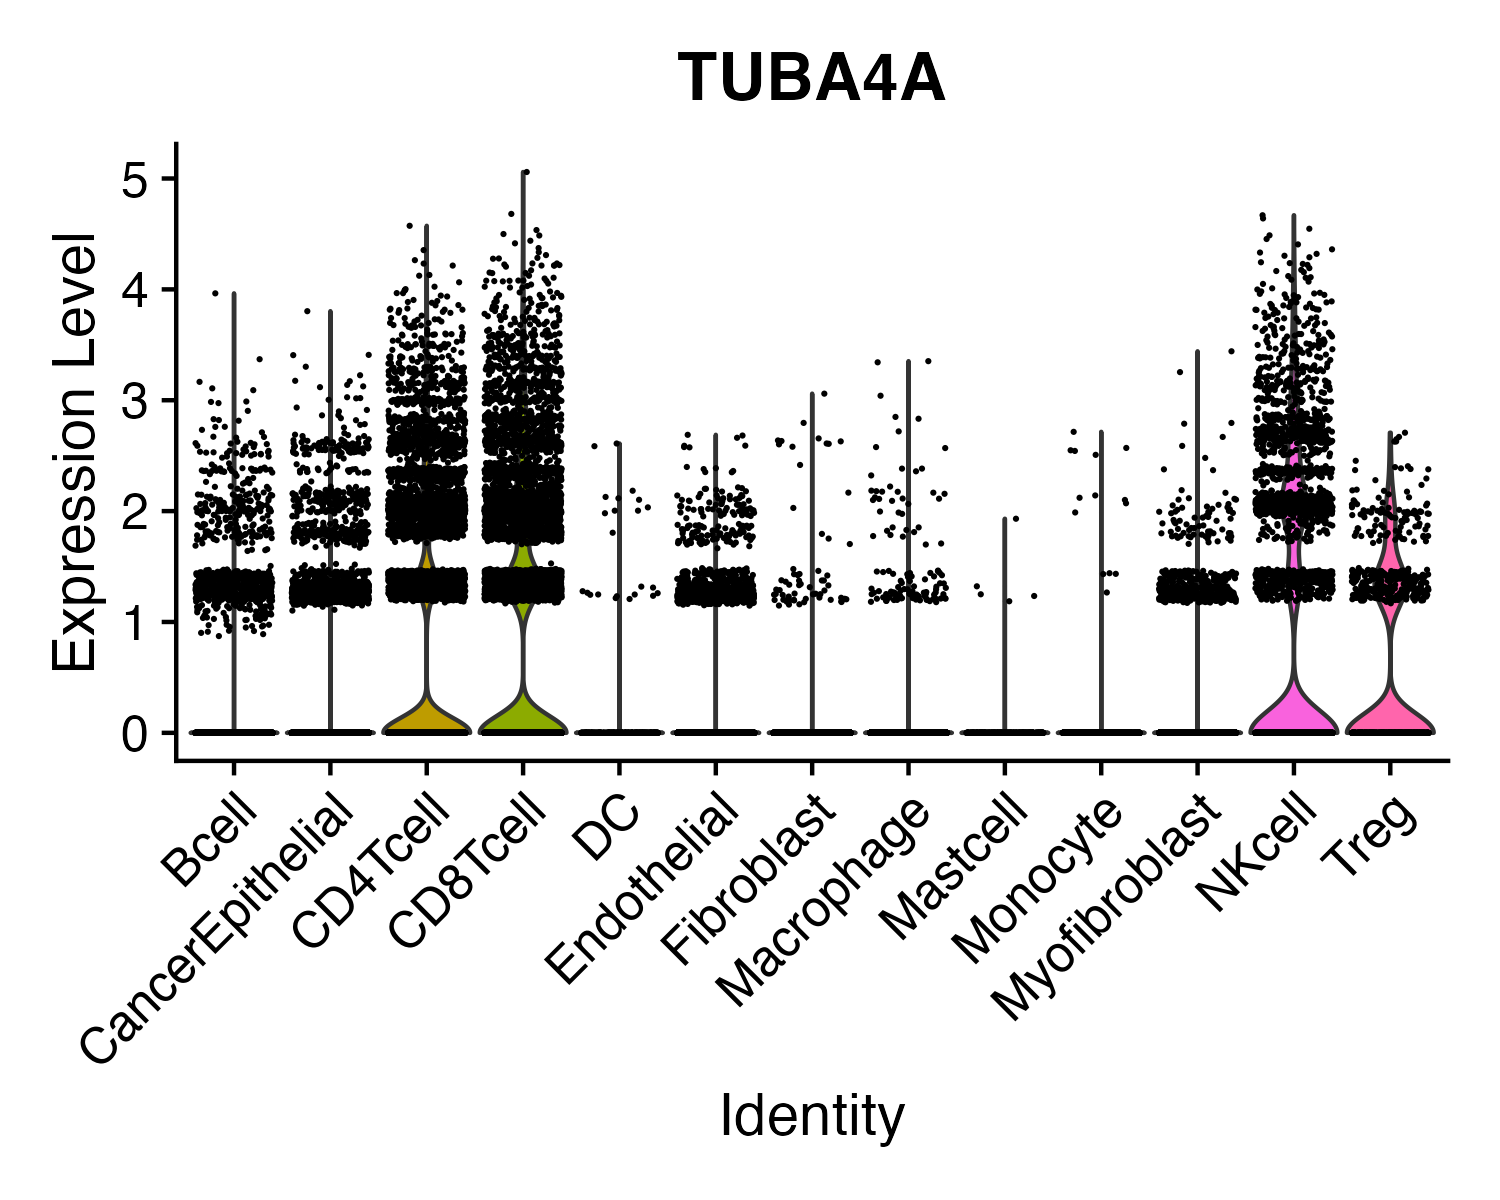 TUBA4A
Expression Level
5
4
3
2
1
0
Bcell
CancerEpithelial
CD4Tcell
CD8Tcell
DC
Endothelial
Fibroblast
Macrophage
Mastcell
Monocyte
Myofibroblast
NKcell
Treg
Identity